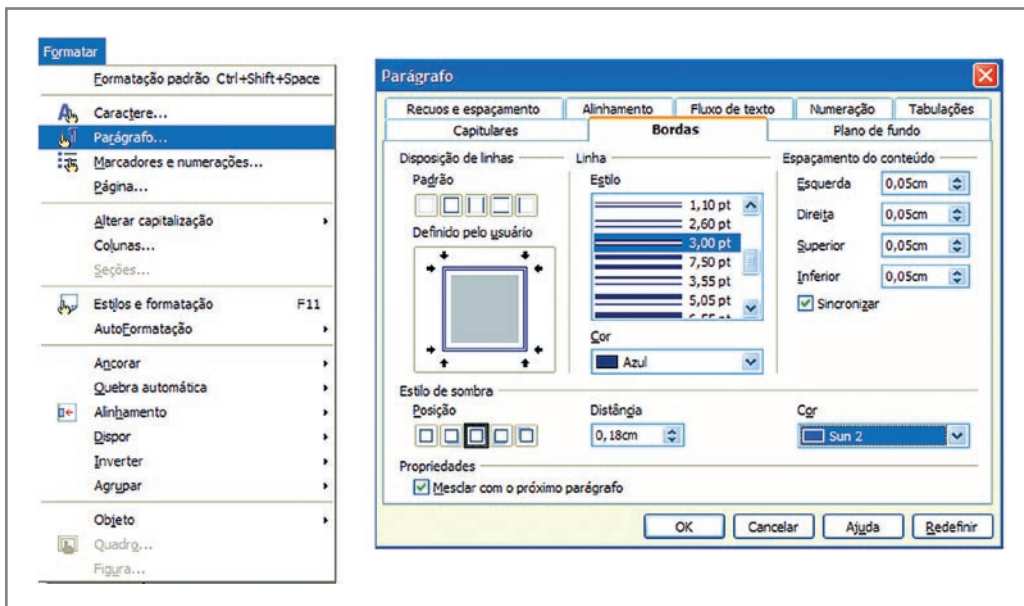 Formatar
Formatação padrão Ctrl+Shift+Space
Caractere...
Parágrafo...
Marcadores e numerações...
Página...
Alterar capitalização
Colunas...
Seções...
Estilos e formatação F11
AutoFormatação
Ancorar
Quebra automática
Alinhamento
Dispor
Inverter
Agrupar
Objeto
Quadro...
Figura...
Parágrafo
Recuos e espaçamento Alinhamento Fluxo de texto Numeração Tabulações
Capitulares Bordas Plano de fundo
Disposição de linhas
Padrão
Definido pelo usuário
Linha
Estilo
1,10 pt
2,60 pt
3,00 pt
7,50 pt
3,55 pt
5,05 pt
Cor
Azul
Espaçamento do conteúdo
Esquerda 0,05cm
Direita 0,05cm
Superior 0,05cm
Inferior 0,05cm
Sincronizar
Estilo de sombra
Posição
Distância
0,18cm
Cor
Sun 2
Propriedades
Mesclar com o próximo parágrafo
OK Cancelar Ajuda Redefinir